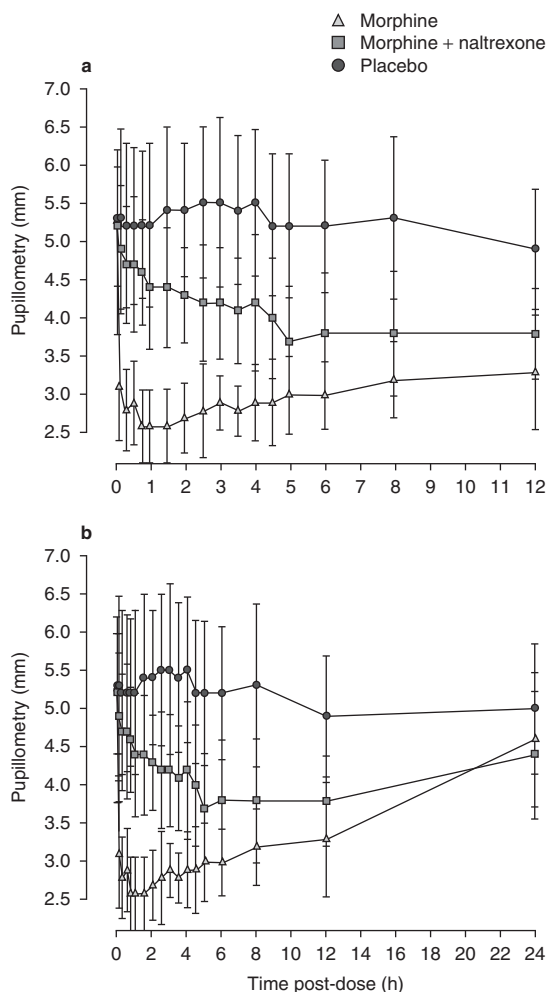 Morphine
Morphine + naltrexone
Placebo
a
7.0
6.5
6.0
5.5
5.0
4.5
4.0
3.5
3.0
2.5
Pupillometry (mm)
0 1 2 3 4 5 6 7 8 9 10 11 12
b
7.0
6.5
6.0
5.5
5.0
4.5
4.0
3.5
3.0
2.5
Pupillometry (mm)
0 2 4 6 8 10 12 14 16 18 20 22 24
Time post-dose (h)